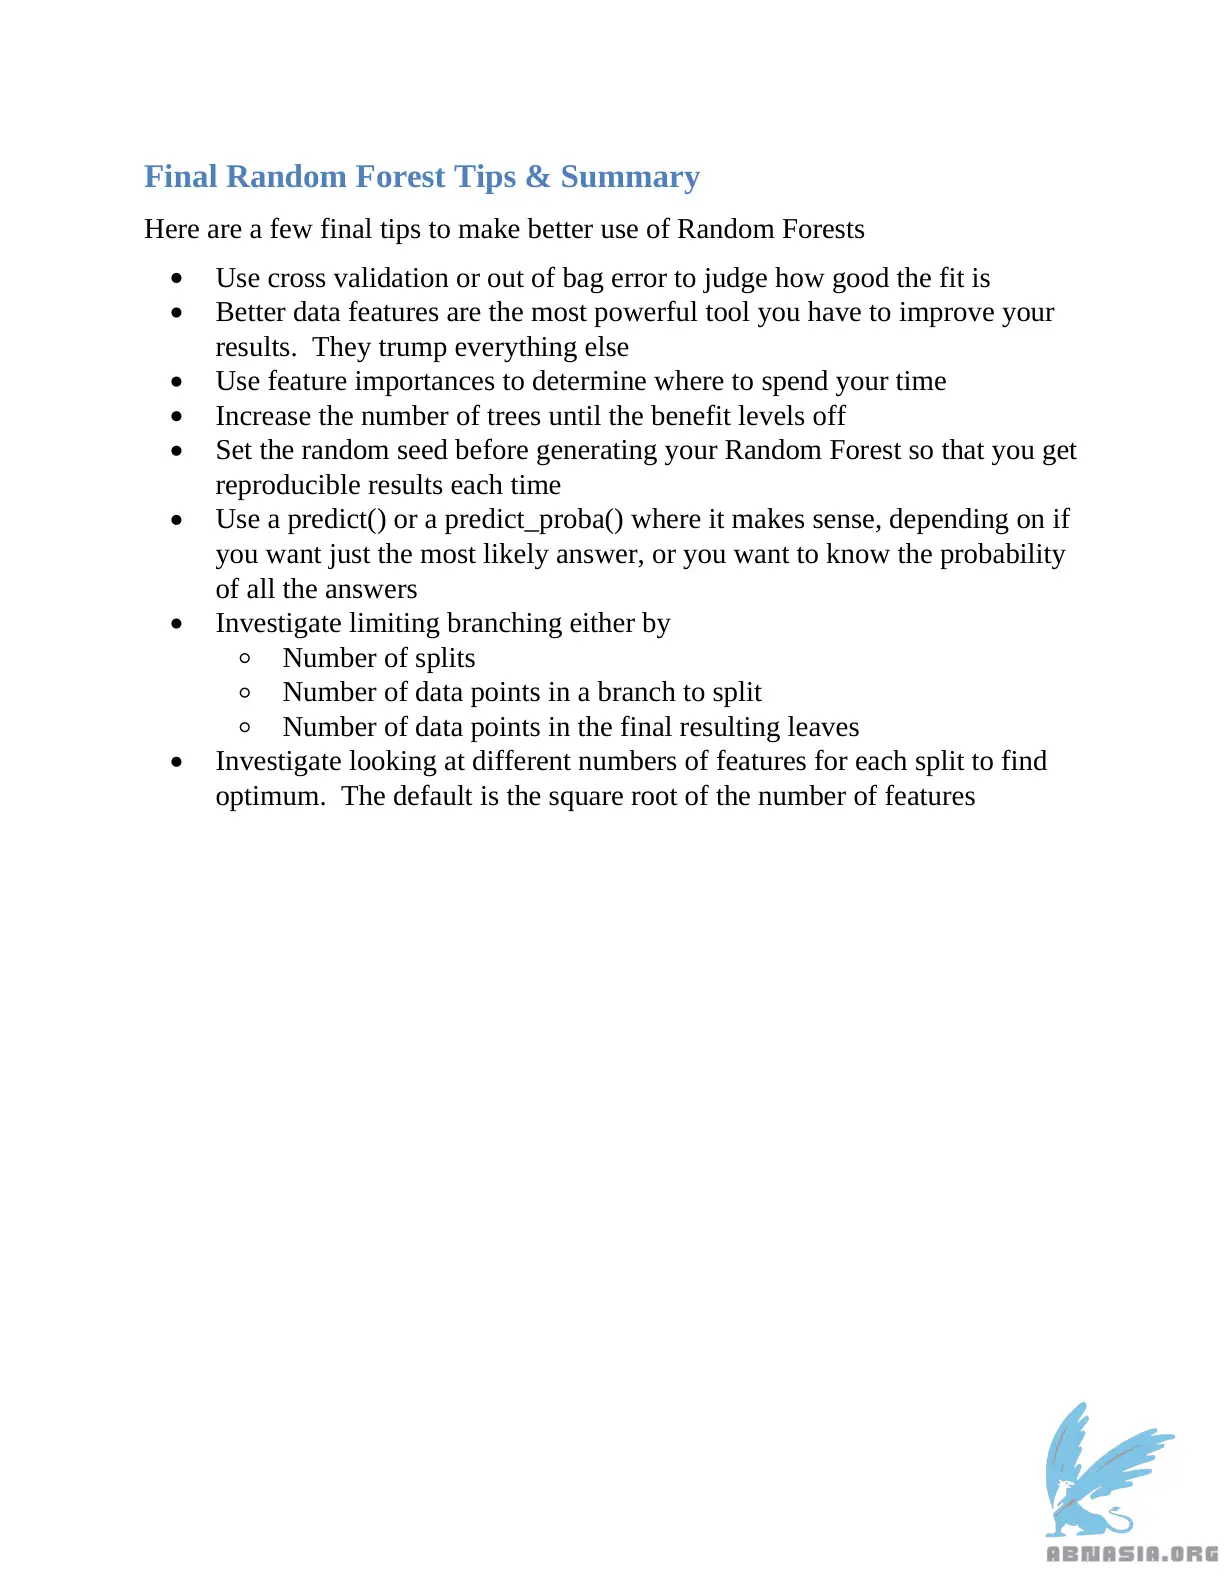 Final Random Forest Tips & Summary
Here are a few final tips to make better use of Random Forests
• Use cross validation or out of bag error to judge how good the fit is
• Better data features are the most powerful tool you have to improve your
results.  They trump everything else
• Use feature importances to determine where to spend your time
• Increase the number of trees until the benefit levels off
• Set the random seed before generating your Random Forest so that you get
reproducible results each time
• Use a predict() or a predict_proba() where it makes sense, depending on if
you want just the most likely answer, or you want to know the probability
of all the answers
• Investigate limiting branching either by
○ Number of splits
○ Number of data points in a branch to split
○ Number of data points in the final resulting leaves
• Investigate looking at different numbers of features for each split to find
optimum.  The default is the square root of the number of features
ABNASIA.ORG